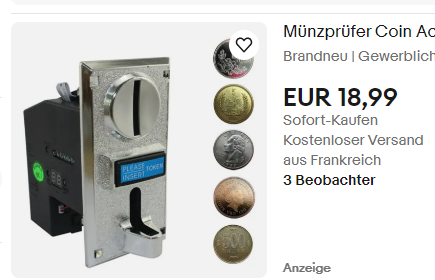 Münzprüfer Coin Ac
Brandneu | Gewerblich
EUR 18,99
Sofort-Kaufen
Kostenloser Versand
aus Frankreich
3 Beobachter
Anzeige
PLEASE
INSERT TOKEN